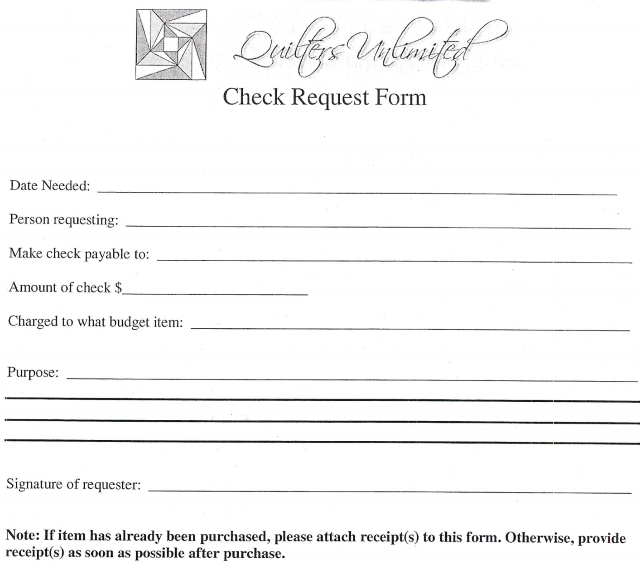 Quilters Unlimited
Check Request Form
Date Needed:
Person requesting:
Make check payable to:
Amount of check $
Charged to what budget item:
Purpose:
Signature of requester:
Note: If item has already been purchased, please attach receipt(s) to this form. Otherwise, provide
receipt(s) as soon as possible after purchase.